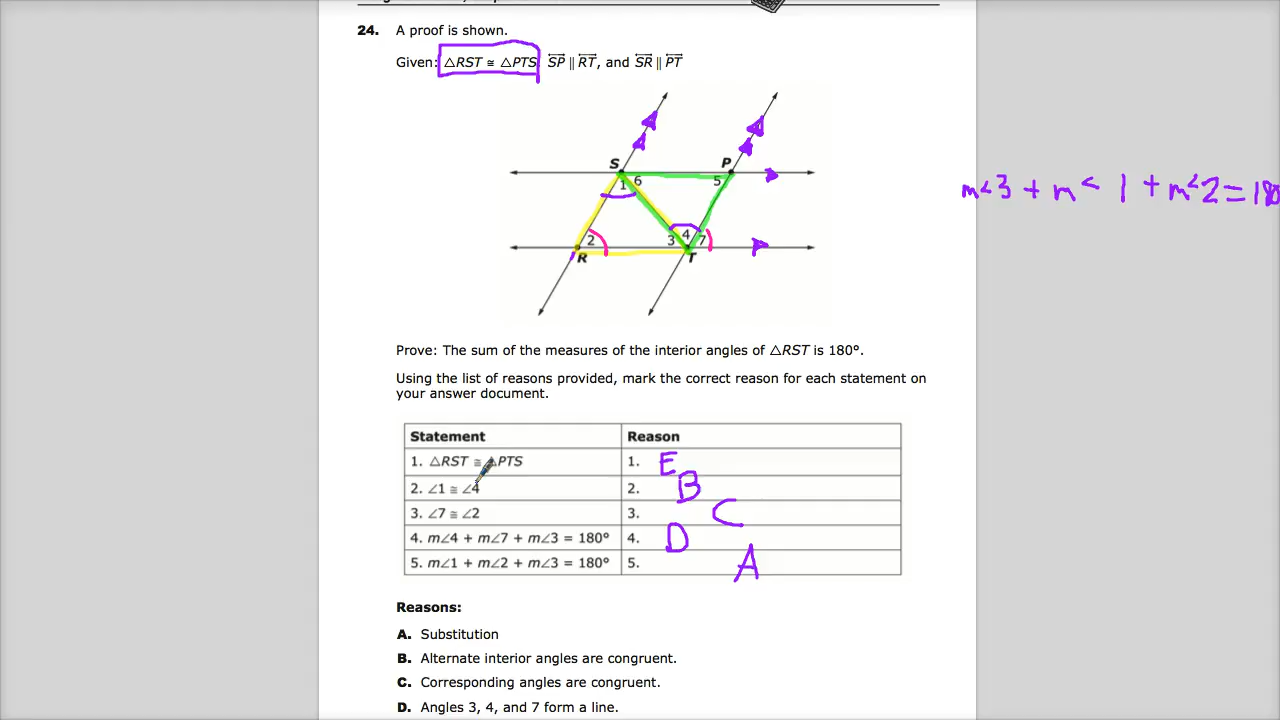 24. A proof is shown.
Given: △RST ≅ △PTS, SP ∥ RT, and SR ∥ PT
S P
1 6 5
m<3 + m< 1 + m<2 = 180
2 3 4 7
R T
Prove: The sum of the measures of the interior angles of △RST is 180°.
Using the list of reasons provided, mark the correct reason for each statement on
your answer document.
Statement Reason
1. △RST ≅ △PTS 1. E
2. ∠1 ≅ ∠4 2. B
3. ∠7 ≅ ∠2 3. C
4. m∠4 + m∠7 + m∠3 = 180° 4. D
5. m∠1 + m∠2 + m∠3 = 180° 5. A
Reasons:
A. Substitution
B. Alternate interior angles are congruent.
C. Corresponding angles are congruent.
D. Angles 3, 4, and 7 form a line.